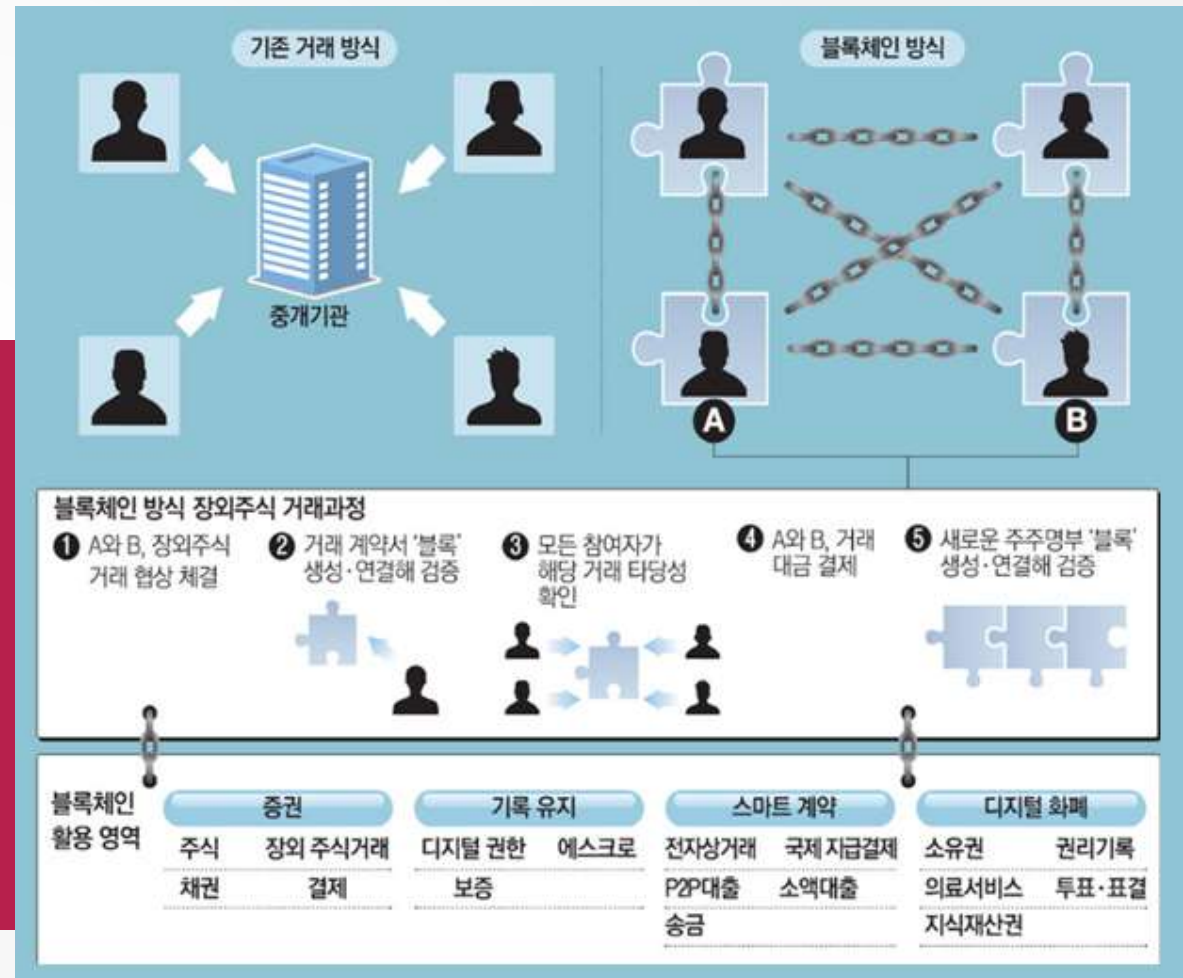 기존 거래 방식
블록체인 방식
중개기관
A
B
블록체인 방식 장외주식 거래과정
1 A와 B, 장외주식
거래 협상 체결
2 거래 계약서 '블록'
생성·연결해 검증
3 모든 참여자가
해당 거래 타당성
확인
4 A와 B, 거래
대금 결제
5 새로운 주주명부 '블록'
생성·연결해 검증
블록체인
활용 영역
증권
주식 장외 주식거래
채권 결제
기록 유지
디지털 권한 에스크로
보증
스마트 계약
전자상거래 국제 지급결제
P2P대출 소액대출
송금
디지털 화폐
소유권 권리기록
의료서비스 투표·표결
지식재산권